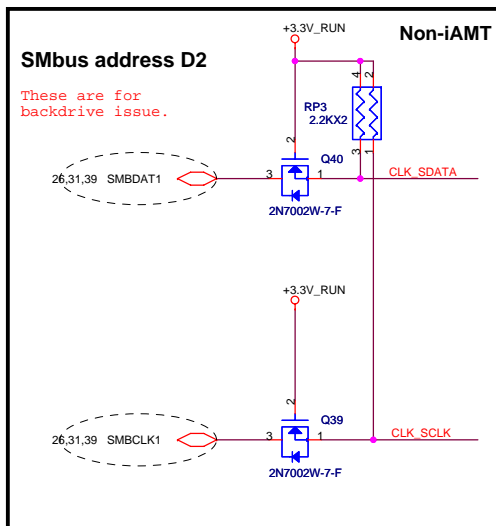 +3.3V_RUN
Non-iAMT
SMbus address D2
These are for
backdrive issue.
4
2
RP3
2.2KX2
3
1
2
Q40
26,31,39 SMBDAT1
3
1
CLK_SDATA
2N7002W-7-F
+3.3V_RUN
2
Q39
26,31,39 SMBCLK1
3
1
CLK_SCLK
2N7002W-7-F